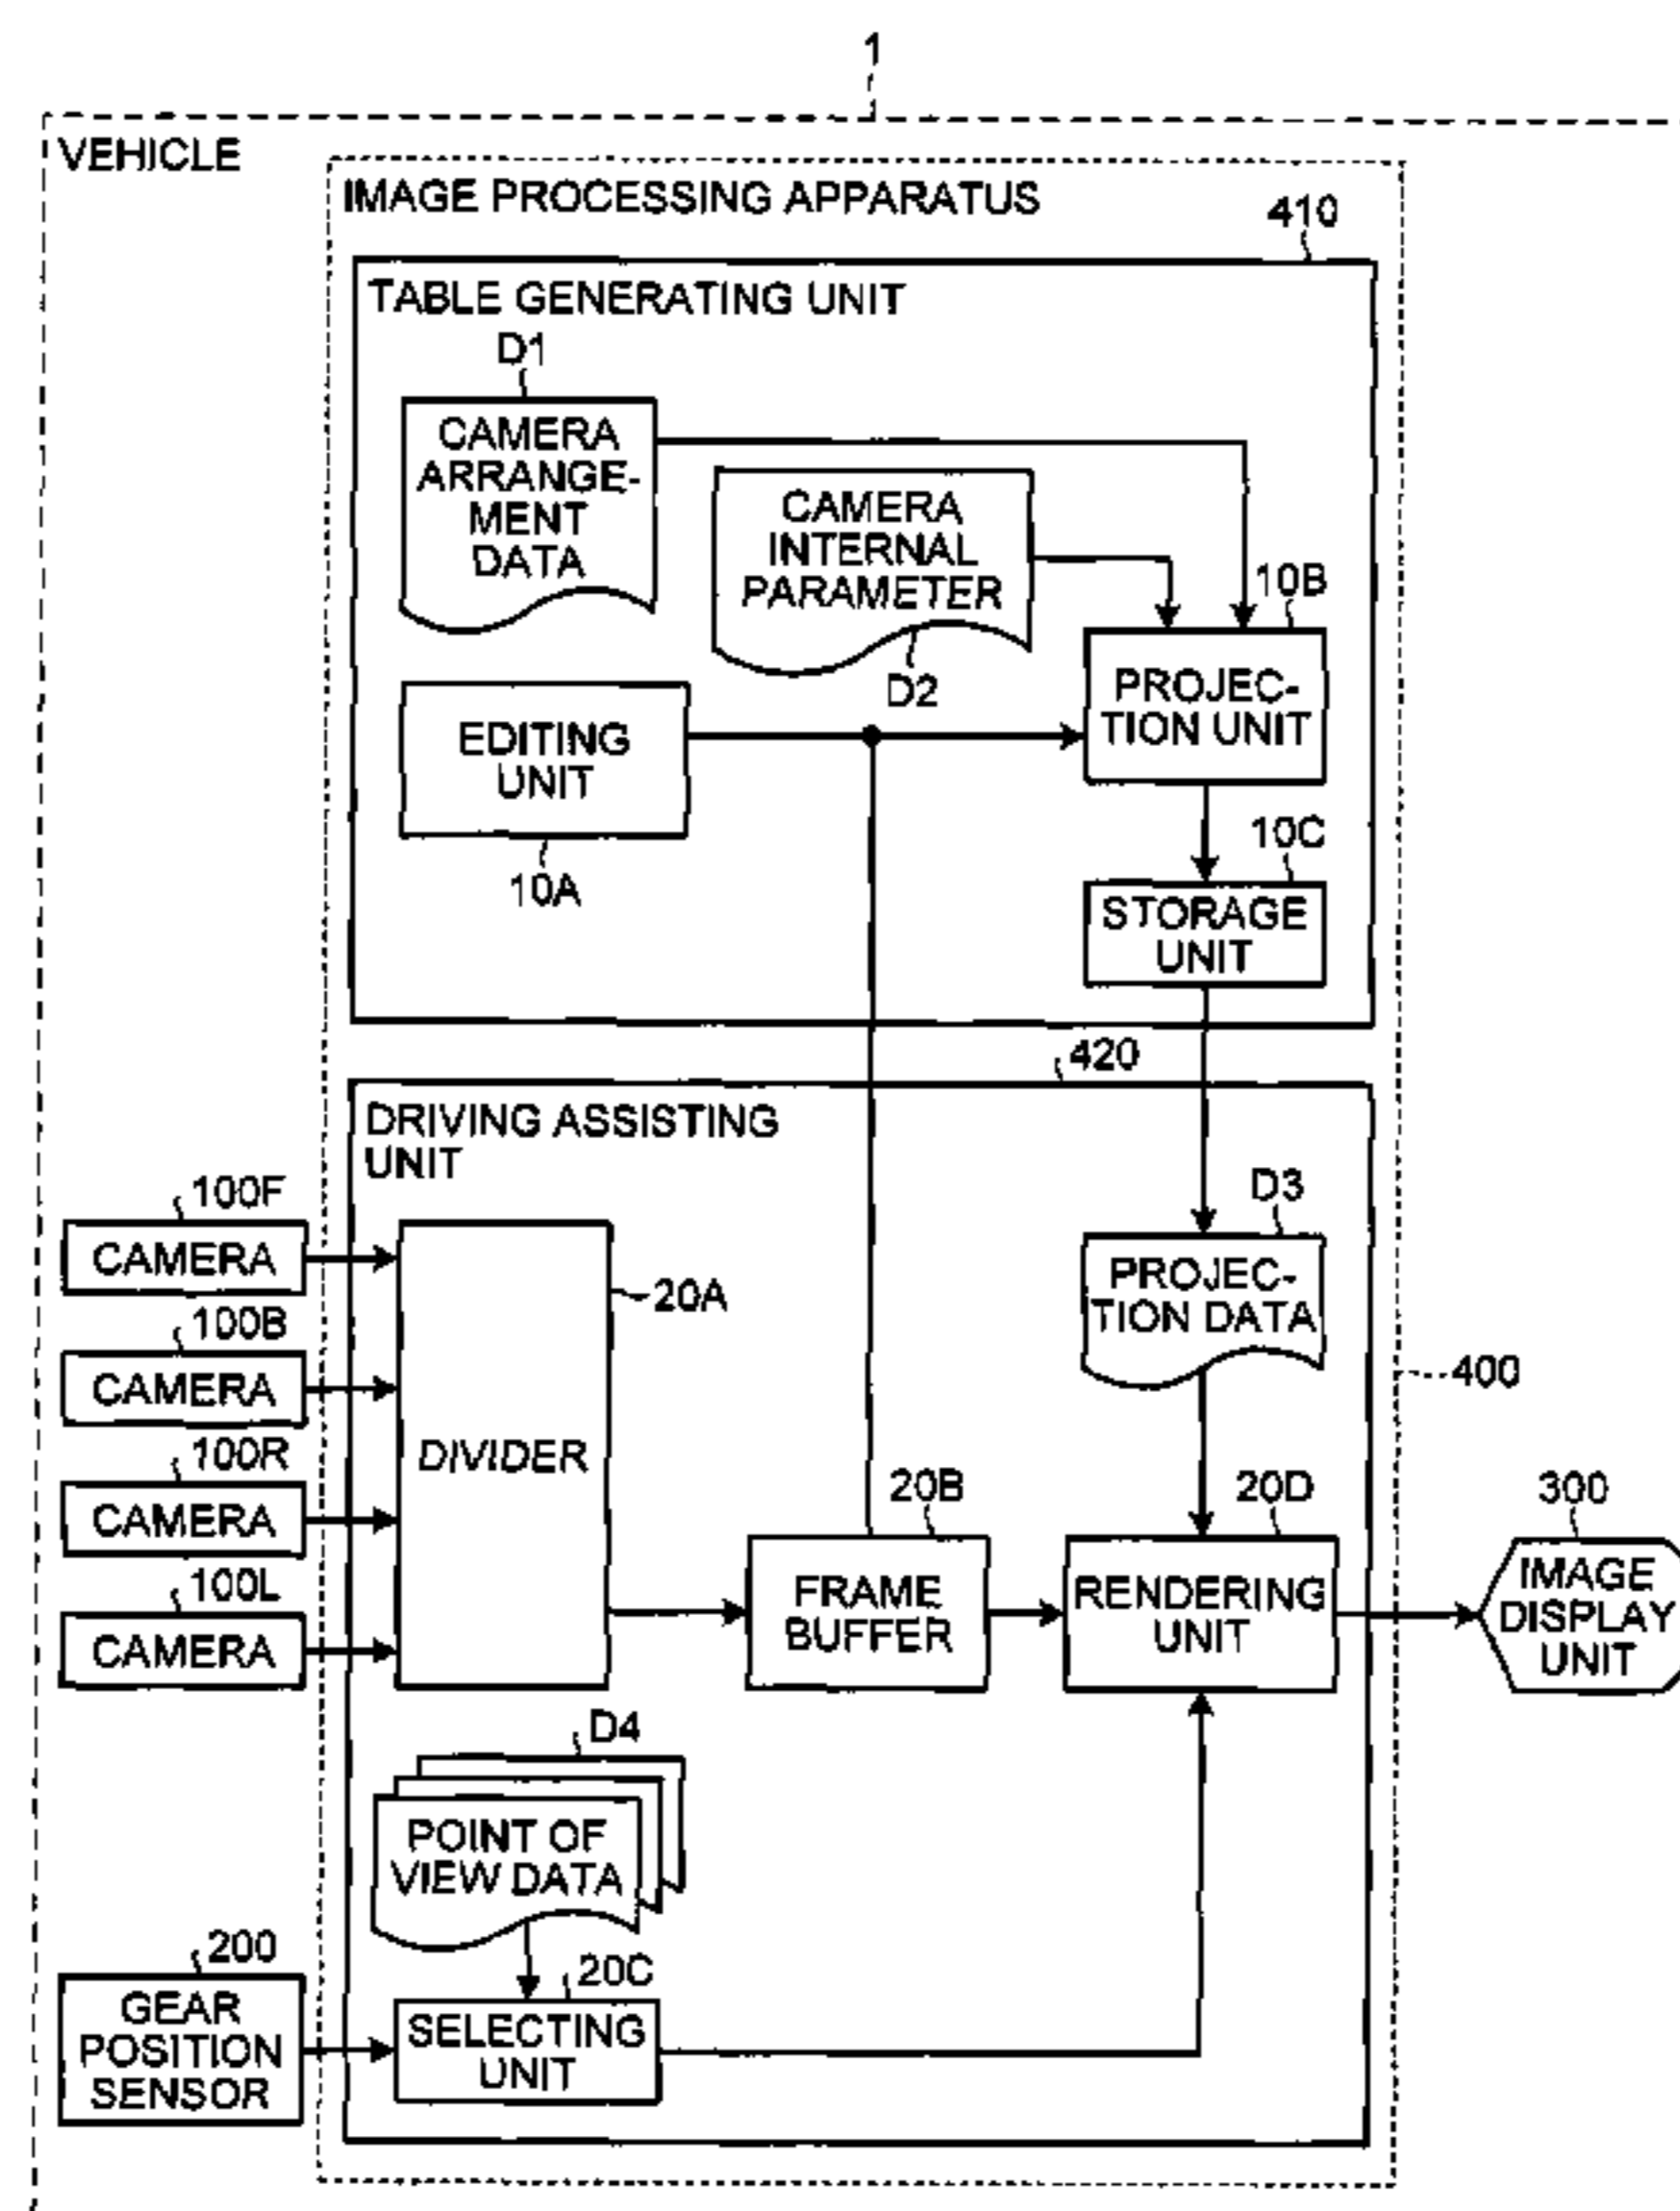 1
VEHICLE
IMAGE PROCESSING APPARATUS
410
TABLE GENERATING UNIT
D1
CAMERA
ARRANGE-
MENT
DATA
CAMERA
INTERNAL
PARAMETER
D2
10B
PROJEC-
TION UNIT
EDITING
UNIT
10A
10C
STORAGE
UNIT
420
DRIVING ASSISTING
UNIT
100F
CAMERA
100B
CAMERA
100R
CAMERA
100L
CAMERA
20A
DIVIDER
D3
PROJEC-
TION DATA
400
20B
FRAME
BUFFER
20D
RENDERING
UNIT
300
IMAGE
DISPLAY
UNIT
D4
POINT OF
VIEW DATA
200
GEAR
POSITION
SENSOR
20C
SELECTING
UNIT